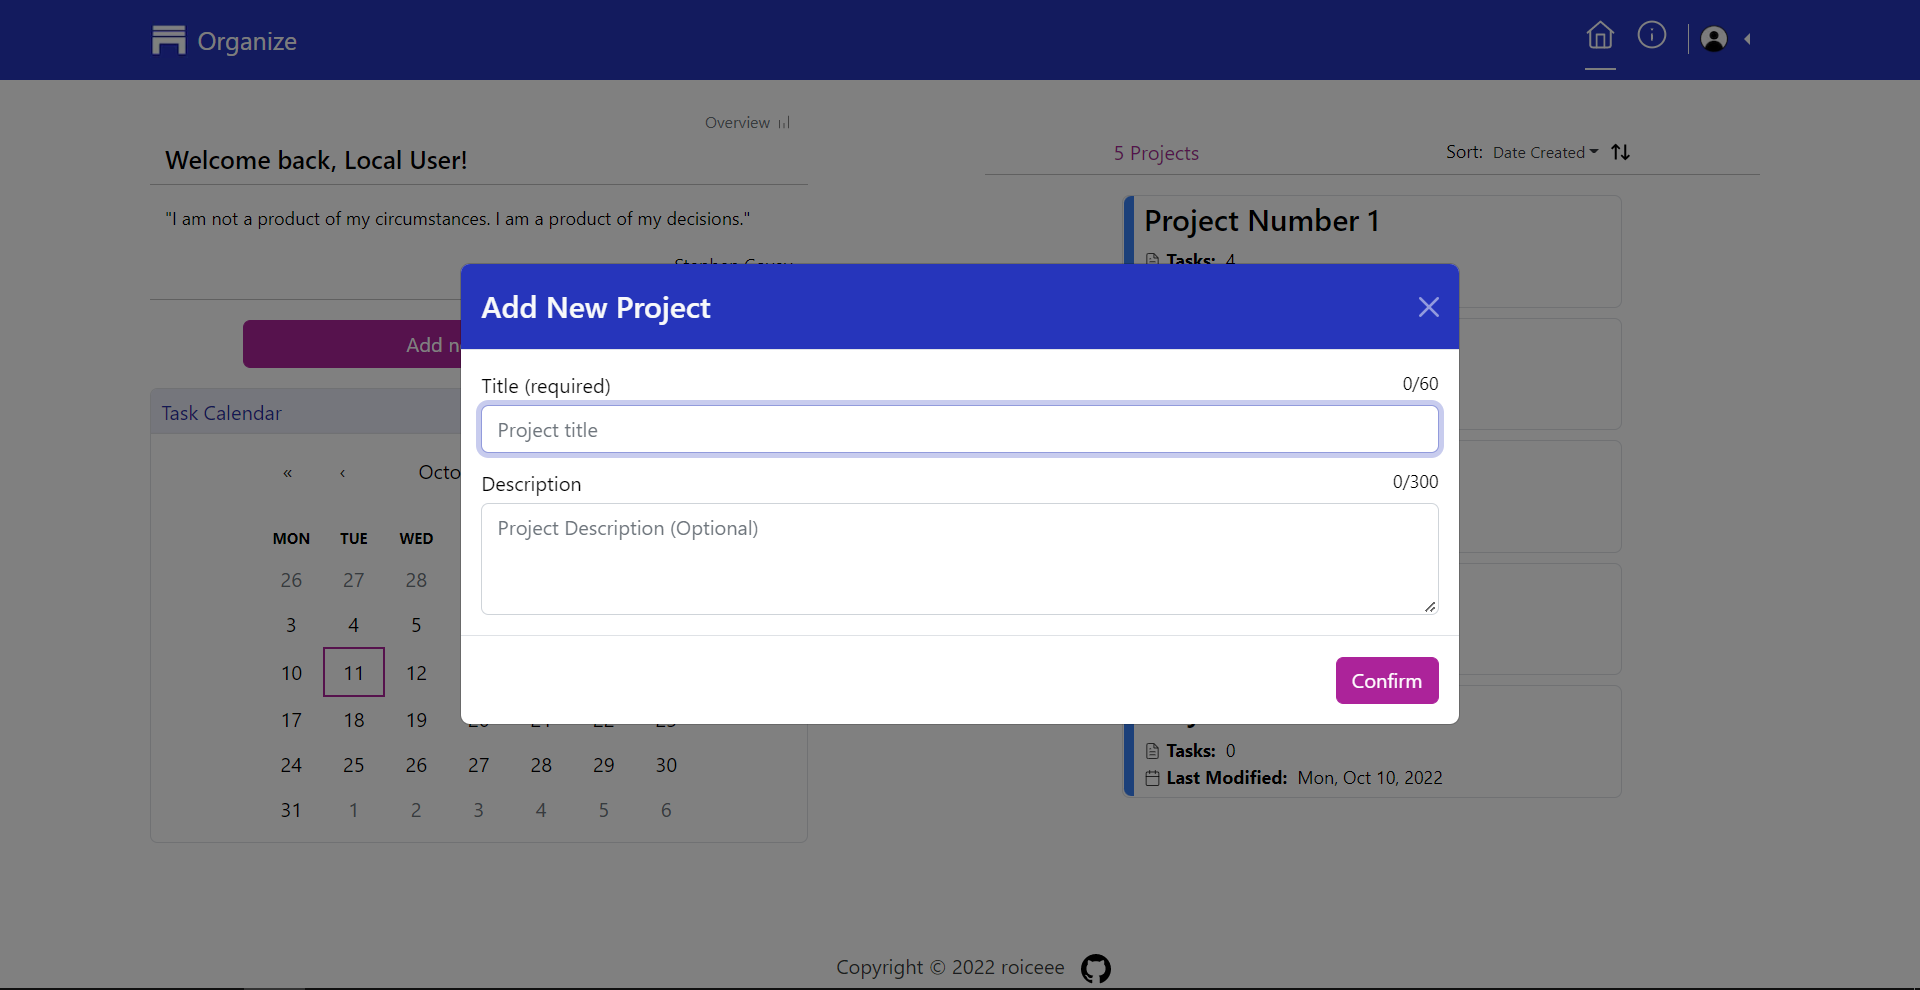 Organize
Overview
Welcome back, Local User!
"I am not a product of my circumstances. I am a product of my decisions."
5 Projects
Sort: Date Created
Project Number 1
Tasks: 4
Add New Project
Title (required) 0/60
Project title
Description 0/300
Project Description (Optional)
Confirm
Add
Task Calendar
« ‹ Octo
MON TUE WED
26 27 28
3 4 5
10 11 12
17 18 19
24 25 26 27 28 29 30
31 1 2 3 4 5 6
Tasks: 0
Last Modified: Mon, Oct 10, 2022
Copyright © 2022 roiceee